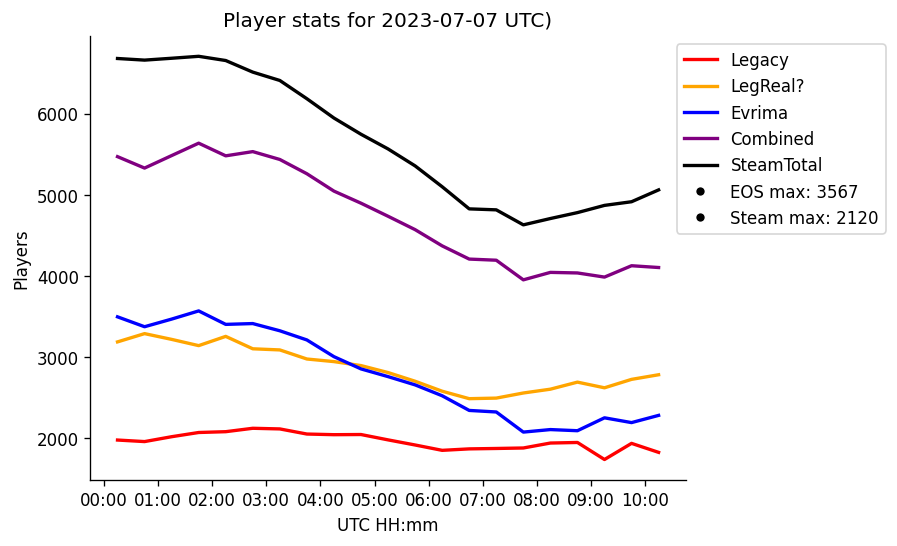 Player stats for 2023-07-07 UTC)
Legacy
LegReal?
Evrima
Combined
SteamTotal
EOS max: 3567
Steam max: 2120
Players
6000
5000
4000
3000
2000
00:00 01:00 02:00 03:00 04:00 05:00 06:00 07:00 08:00 09:00 10:00
UTC HH:mm